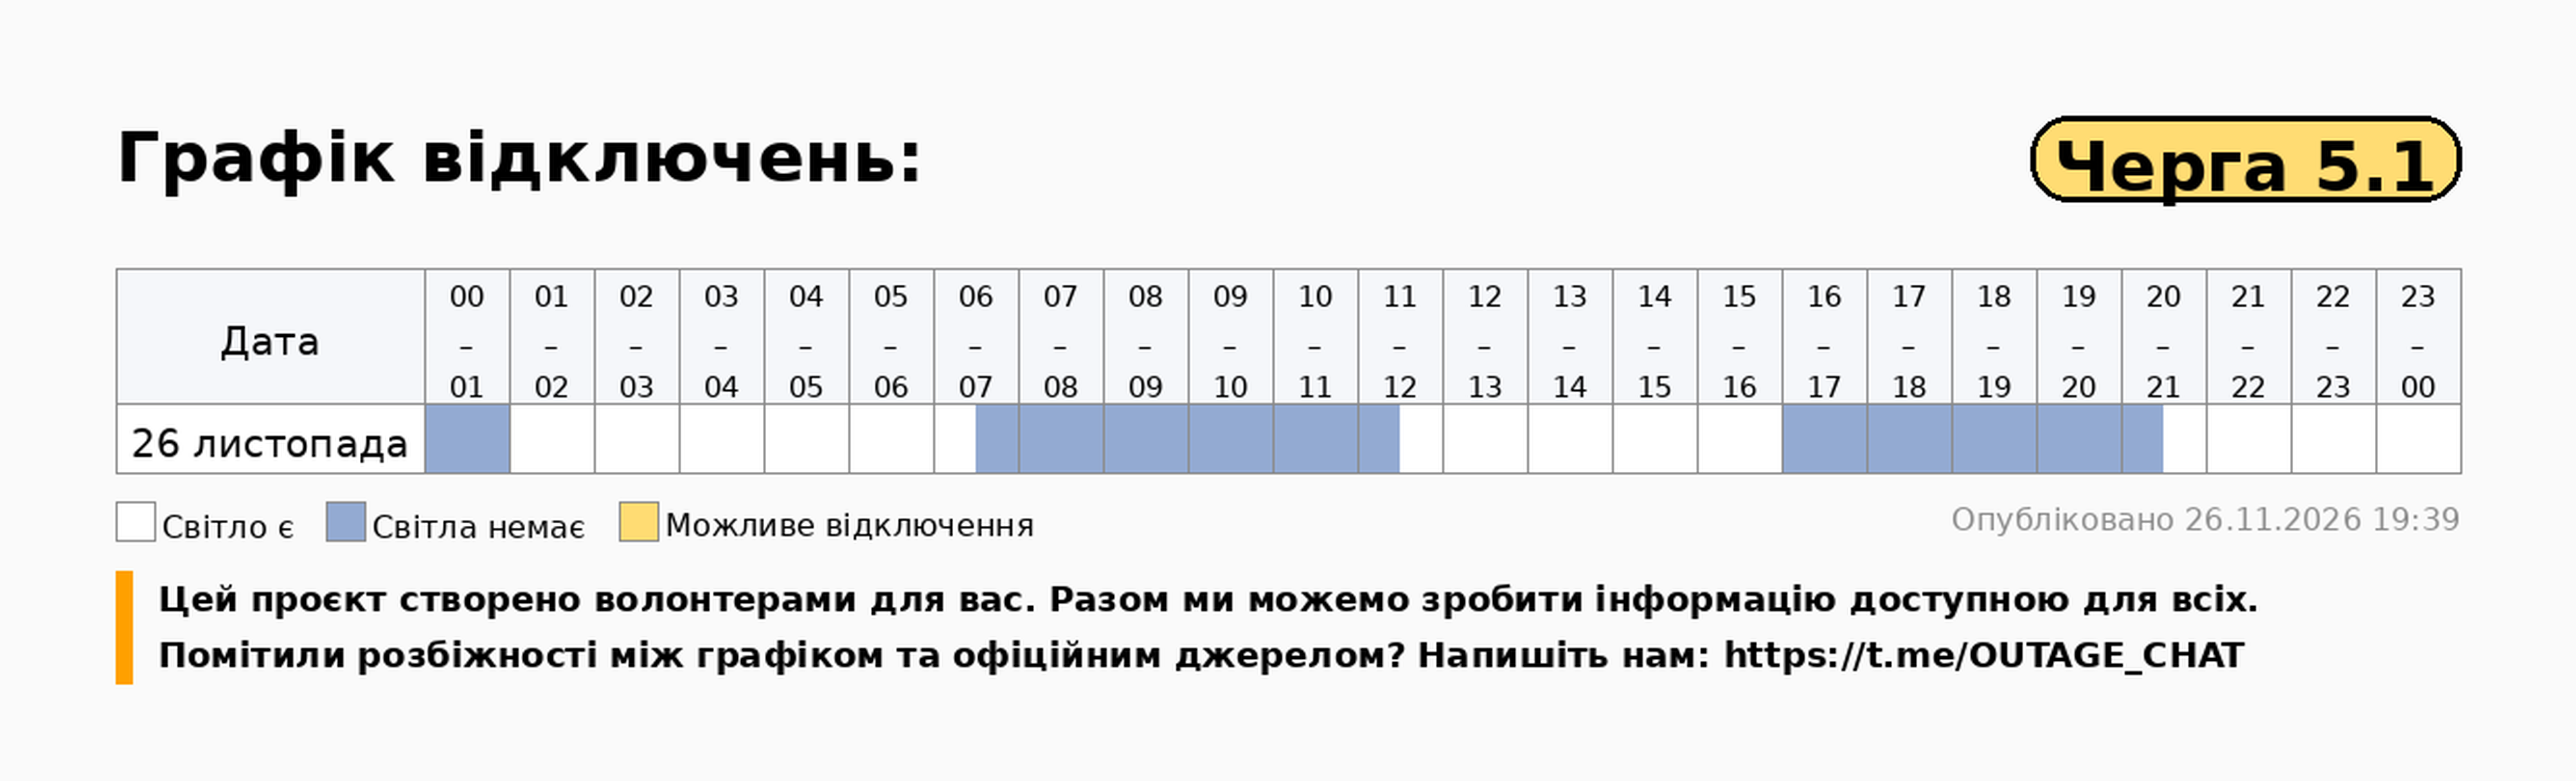 Графік відключень:
Черга 5.1
Дата
00 – 01
01 – 02
02 – 03
03 – 04
04 – 05
05 – 06
06 – 07
07 – 08
08 – 09
09 – 10
10 – 11
11 – 12
12 – 13
13 – 14
14 – 15
15 – 16
16 – 17
17 – 18
18 – 19
19 – 20
20 – 21
21 – 22
22 – 23
23 – 00
26 листопада
Світло є
Світла немає
Можливе відключення
Опубліковано 26.11.2026 19:39
Цей проєкт створено волонтерами для вас. Разом ми можемо зробити інформацію доступною для всіх.
Помітили розбіжності між графіком та офіційним джерелом? Напишіть нам: https://t.me/OUTAGE_CHAT